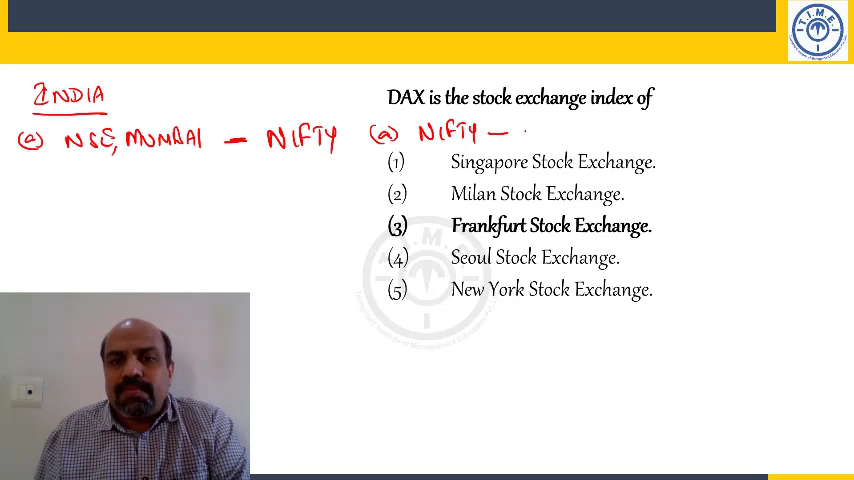 T.I.M.E.
INDIA
(a) NSE, MUMBAI - NIFTY
DAX is the stock exchange index of
(a) NIFTY -
(1) Singapore Stock Exchange.
(2) Milan Stock Exchange.
(3) Frankfurt Stock Exchange.
(4) Seoul Stock Exchange.
(5) New York Stock Exchange.